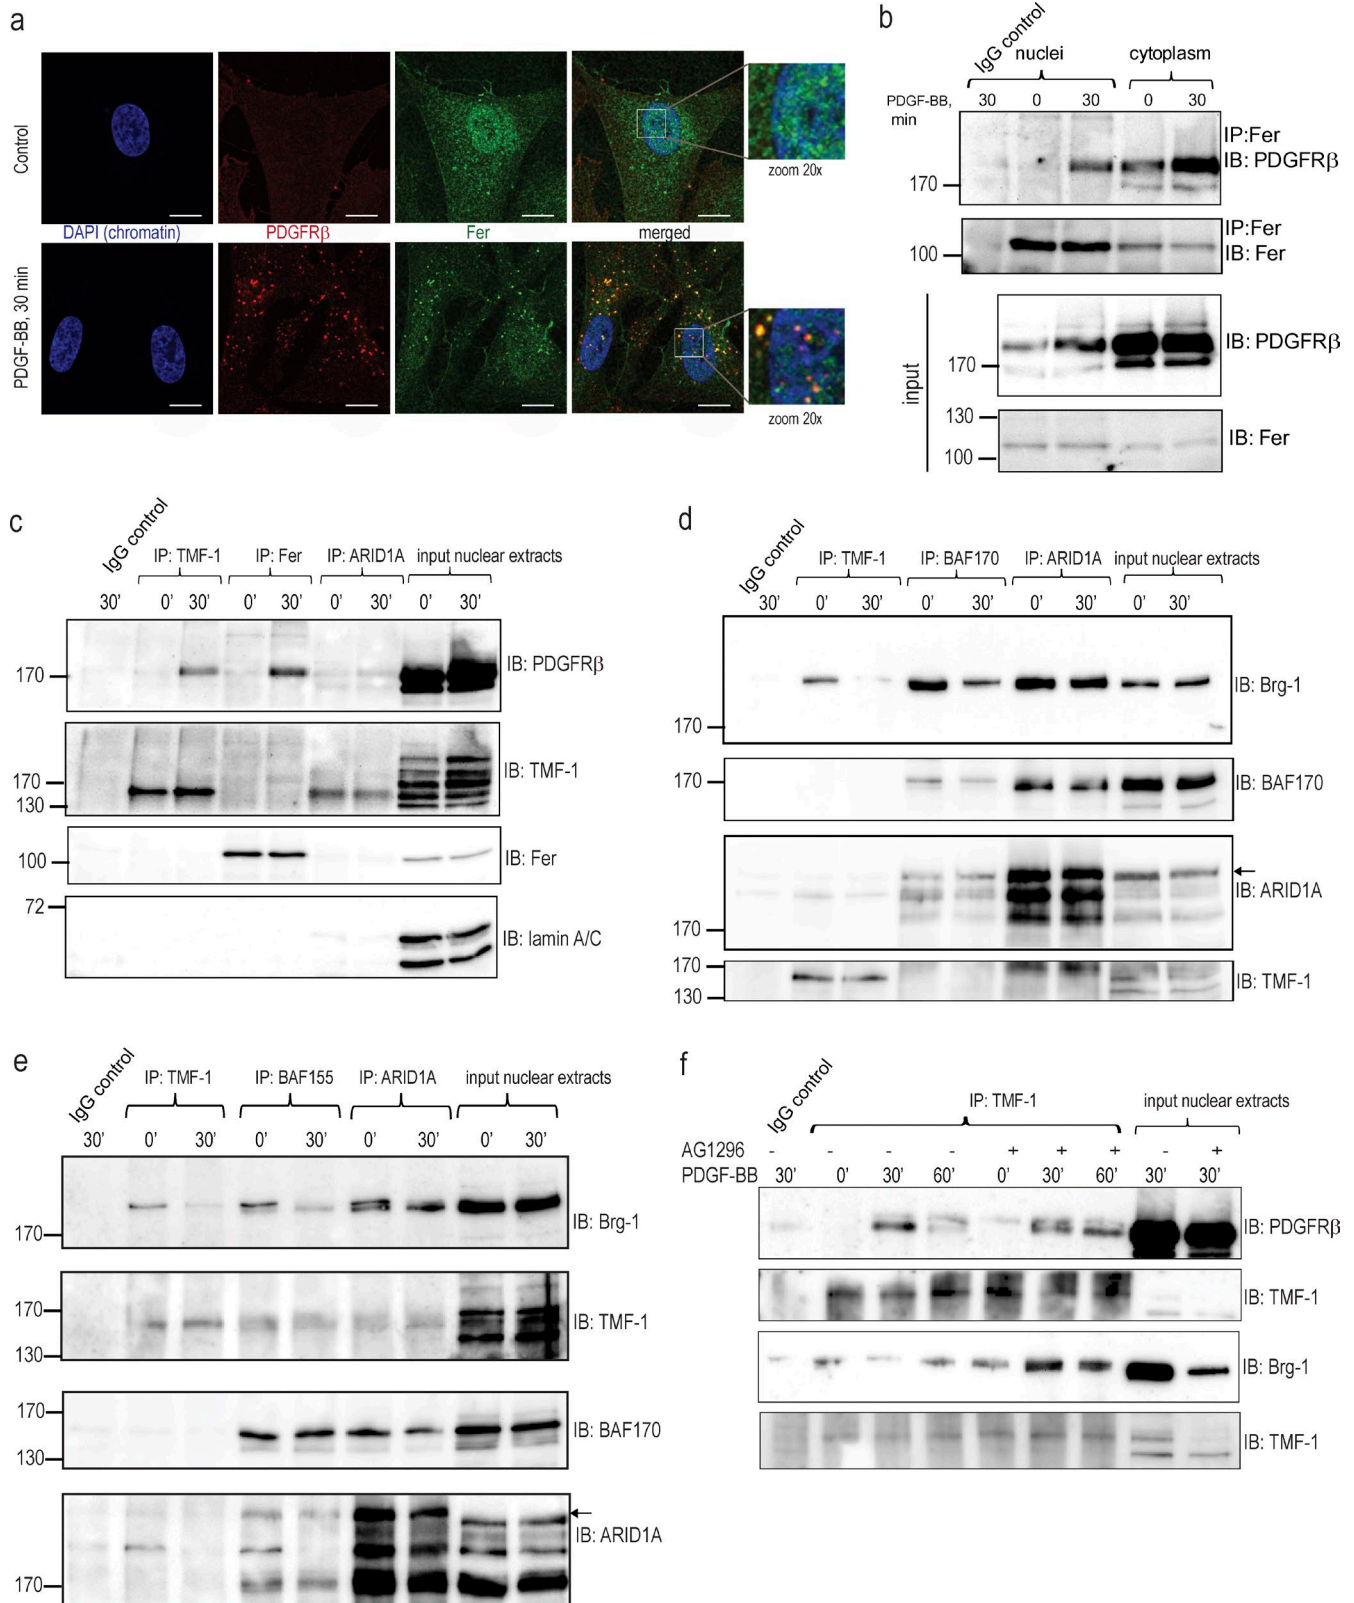 a
Control
DAPI (chromatin) PDGFRβ Fer merged
zoom 20x
PDGF-BB, 30 min
zoom 20x
b
IgG control
nuclei cytoplasm
PDGF-BB, min 30 0 30 0 30
IP:Fer
IB: PDGFRβ
170
IP:Fer
IB: Fer
100
input
IB: PDGFRβ
170
130
IB: Fer
100
c
IgG control
IP: TMF-1 IP: Fer IP: ARID1A input nuclear extracts
30' 0' 30' 0' 30' 0' 30' 0' 30'
170 IB: PDGFRβ
IB: TMF-1
170
130
100 IB: Fer
72
IB: lamin A/C
d
IgG control
IP: TMF-1 IP: BAF170 IP: ARID1A input nuclear extracts
30' 0' 30' 0' 30' 0' 30' 0' 30'
IB: Brg-1
170
170 IB: BAF170
IB: ARID1A
170
170
IB: TMF-1
130
e
IgG control
IP: TMF-1 IP: BAF155 IP: ARID1A input nuclear extracts
30' 0' 30' 0' 30' 0' 30' 0' 30'
IB: Brg-1
170
170
IB: TMF-1
130
170
IB: BAF170
130
IB: ARID1A
170
f
IgG control
IP: TMF-1 input nuclear extracts
AG1296 - - - - + + + - +
PDGF-BB 30' 0' 30' 60' 0' 30' 60' 30' 30'
IB: PDGFRβ
IB: TMF-1
IB: Brg-1
IB: TMF-1